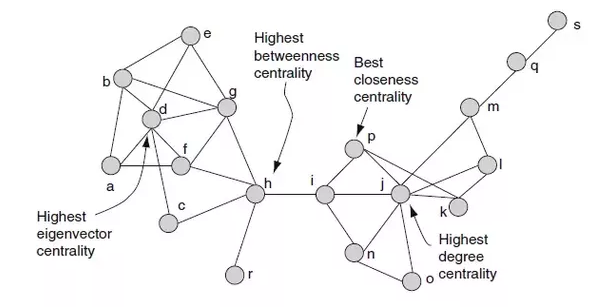 s
e
Highest
betweenness
centrality
Best
closeness
centrality
q
b
g
m
d
p
f
l
a
h
i
j
k
c
Highest
eigenvector
centrality
Highest
degree
centrality
n
r
o